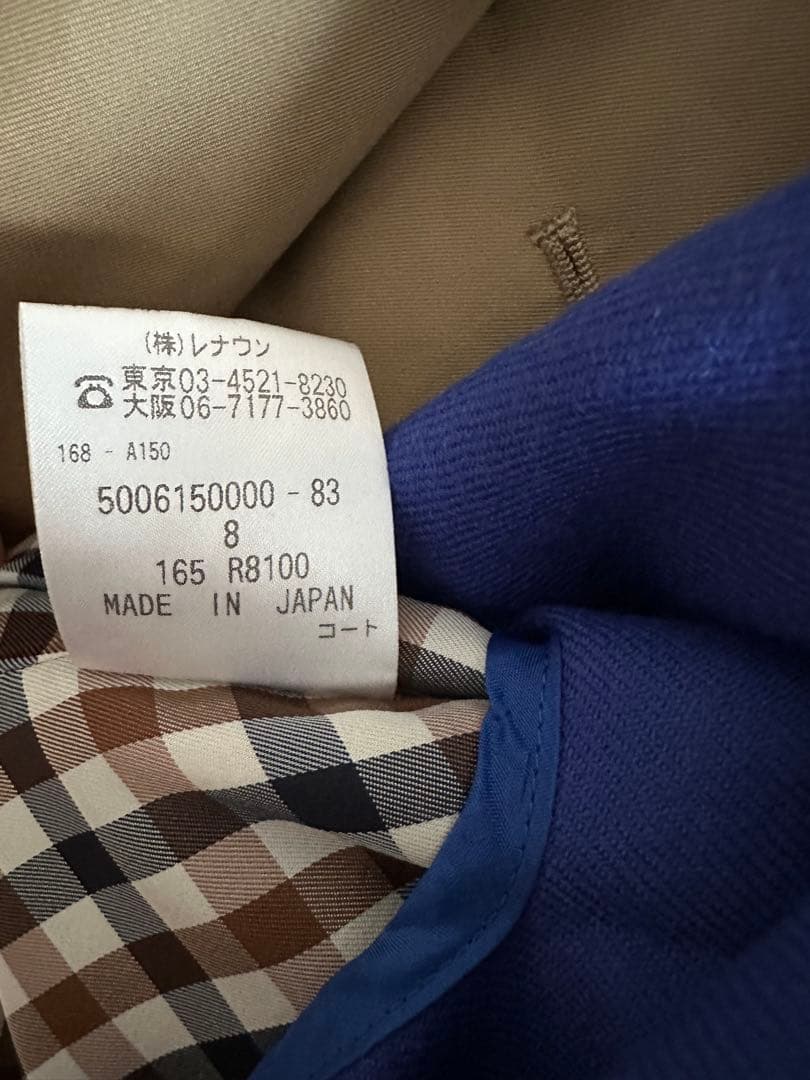 (株)レナウン
☎東京03-4521-8230
大阪06-7177-3860
168 - A150
5006150000 - 83
8
165 R8100
MADE IN JAPAN
コート